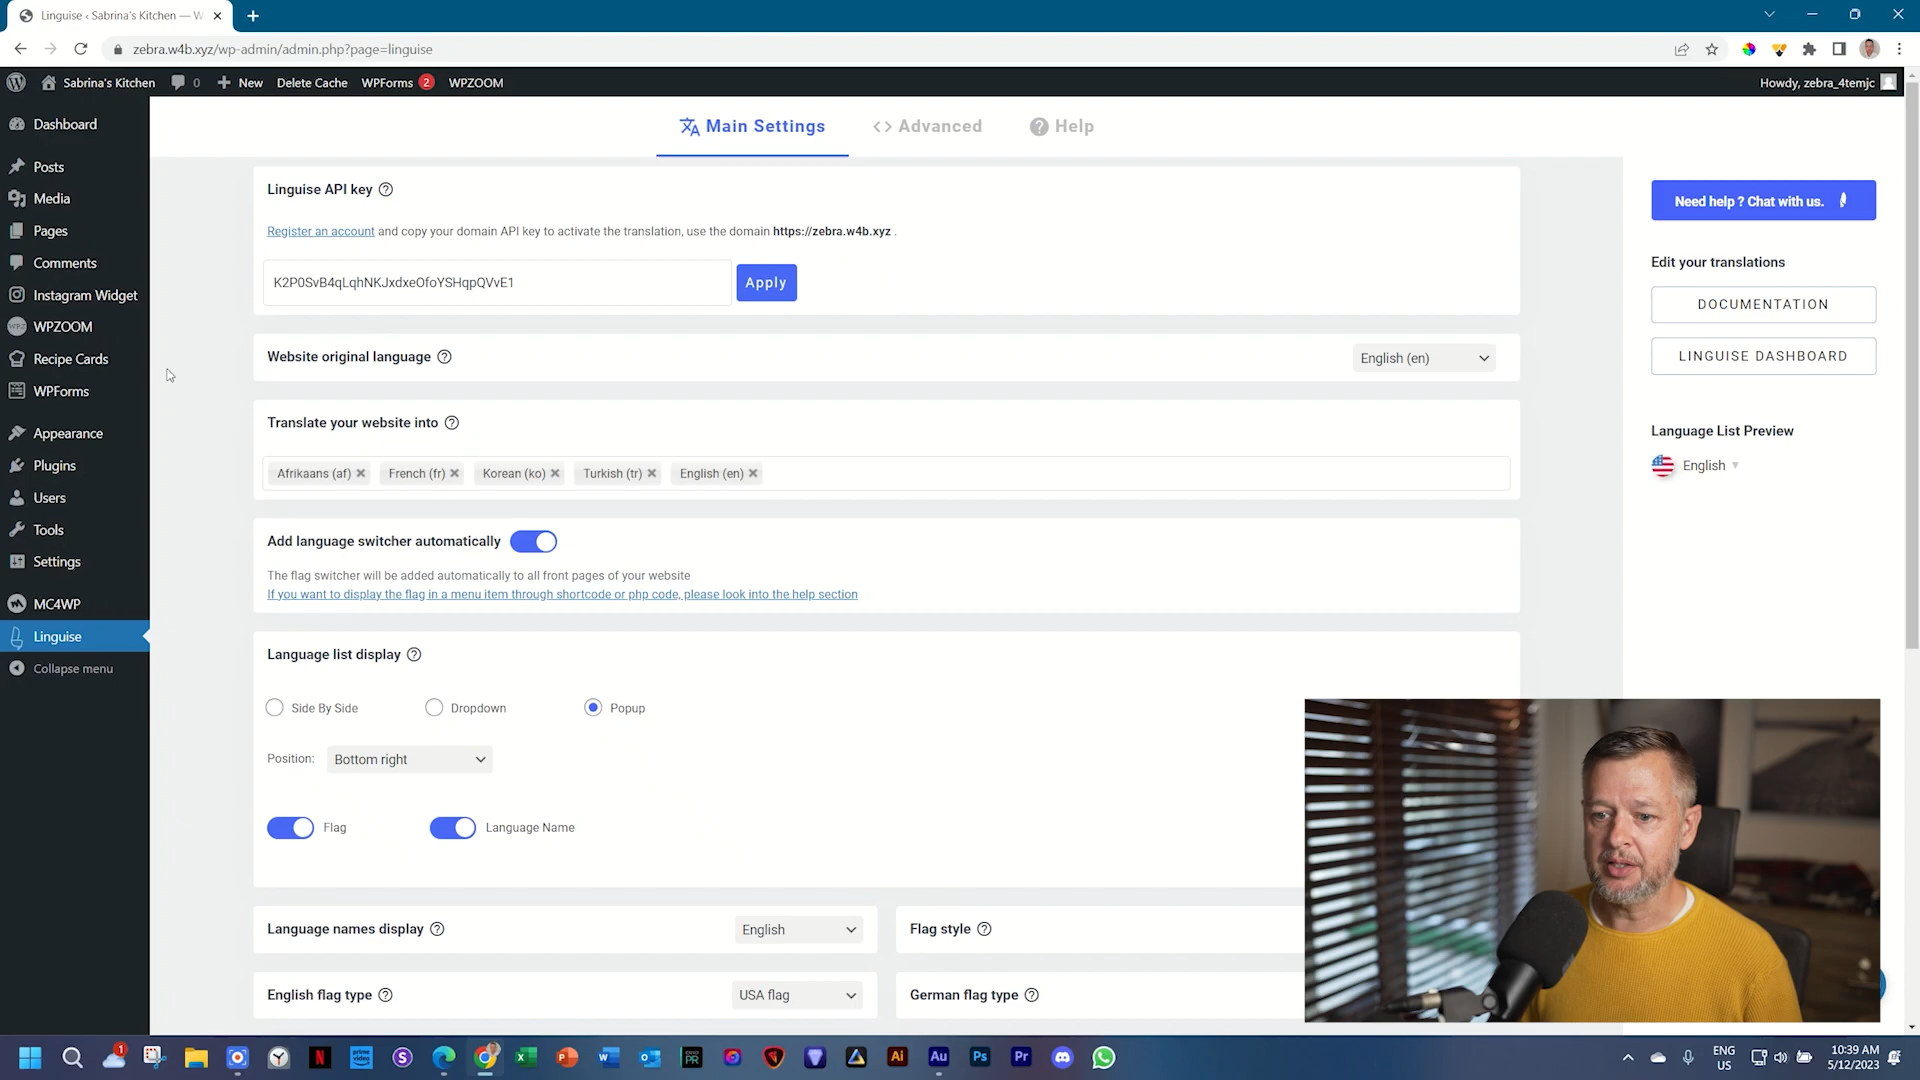 Linguise ‹ Sabrina's Kitchen — W
zebra.w4b.xyz/wp-admin/admin.php?page=linguise
Sabrina's Kitchen 0 New Delete Cache WPForms 2 WPZOOM Howdy, zebra_4temjc
Dashboard
Posts
Media
Pages
Comments
Instagram Widget
WPZOOM
Recipe Cards
WPForms
Appearance
Plugins
Users
Tools
Settings
MC4WP
Linguise
Collapse menu
Main Settings Advanced Help
Linguise API key
Register an account and copy your domain API key to activate the translation, use the domain https://zebra.w4b.xyz .
K2P0SvB4qLqhNKJxdxeOfoYSHqpQVvE1 Apply
Website original language English (en)
Translate your website into
Afrikaans (af) French (fr) Korean (ko) Turkish (tr) English (en)
Add language switcher automatically
The flag switcher will be added automatically to all front pages of your website
If you want to display the flag in a menu item through shortcode or php code, please look into the help section
Language list display
Side By Side Dropdown Popup
Position: Bottom right
Flag Language Name
Language names display English Flag style
English flag type USA flag German flag type
Need help ? Chat with us.
Edit your translations
DOCUMENTATION
LINGUISE DASHBOARD
Language List Preview
English
1 prime video PR Ai Au Ps Pr
ENG
US
10:39 AM
5/12/2023